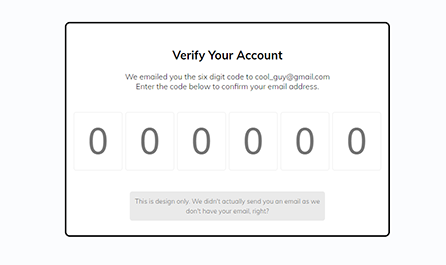 Verify Your Account
We emailed you the six digit code to cool_guy@gmail.com
Enter the code below to confirm your email address.
0 0 0 0 0 0
This is design only. We didn't actually send you an email as we
don't have your email, right?